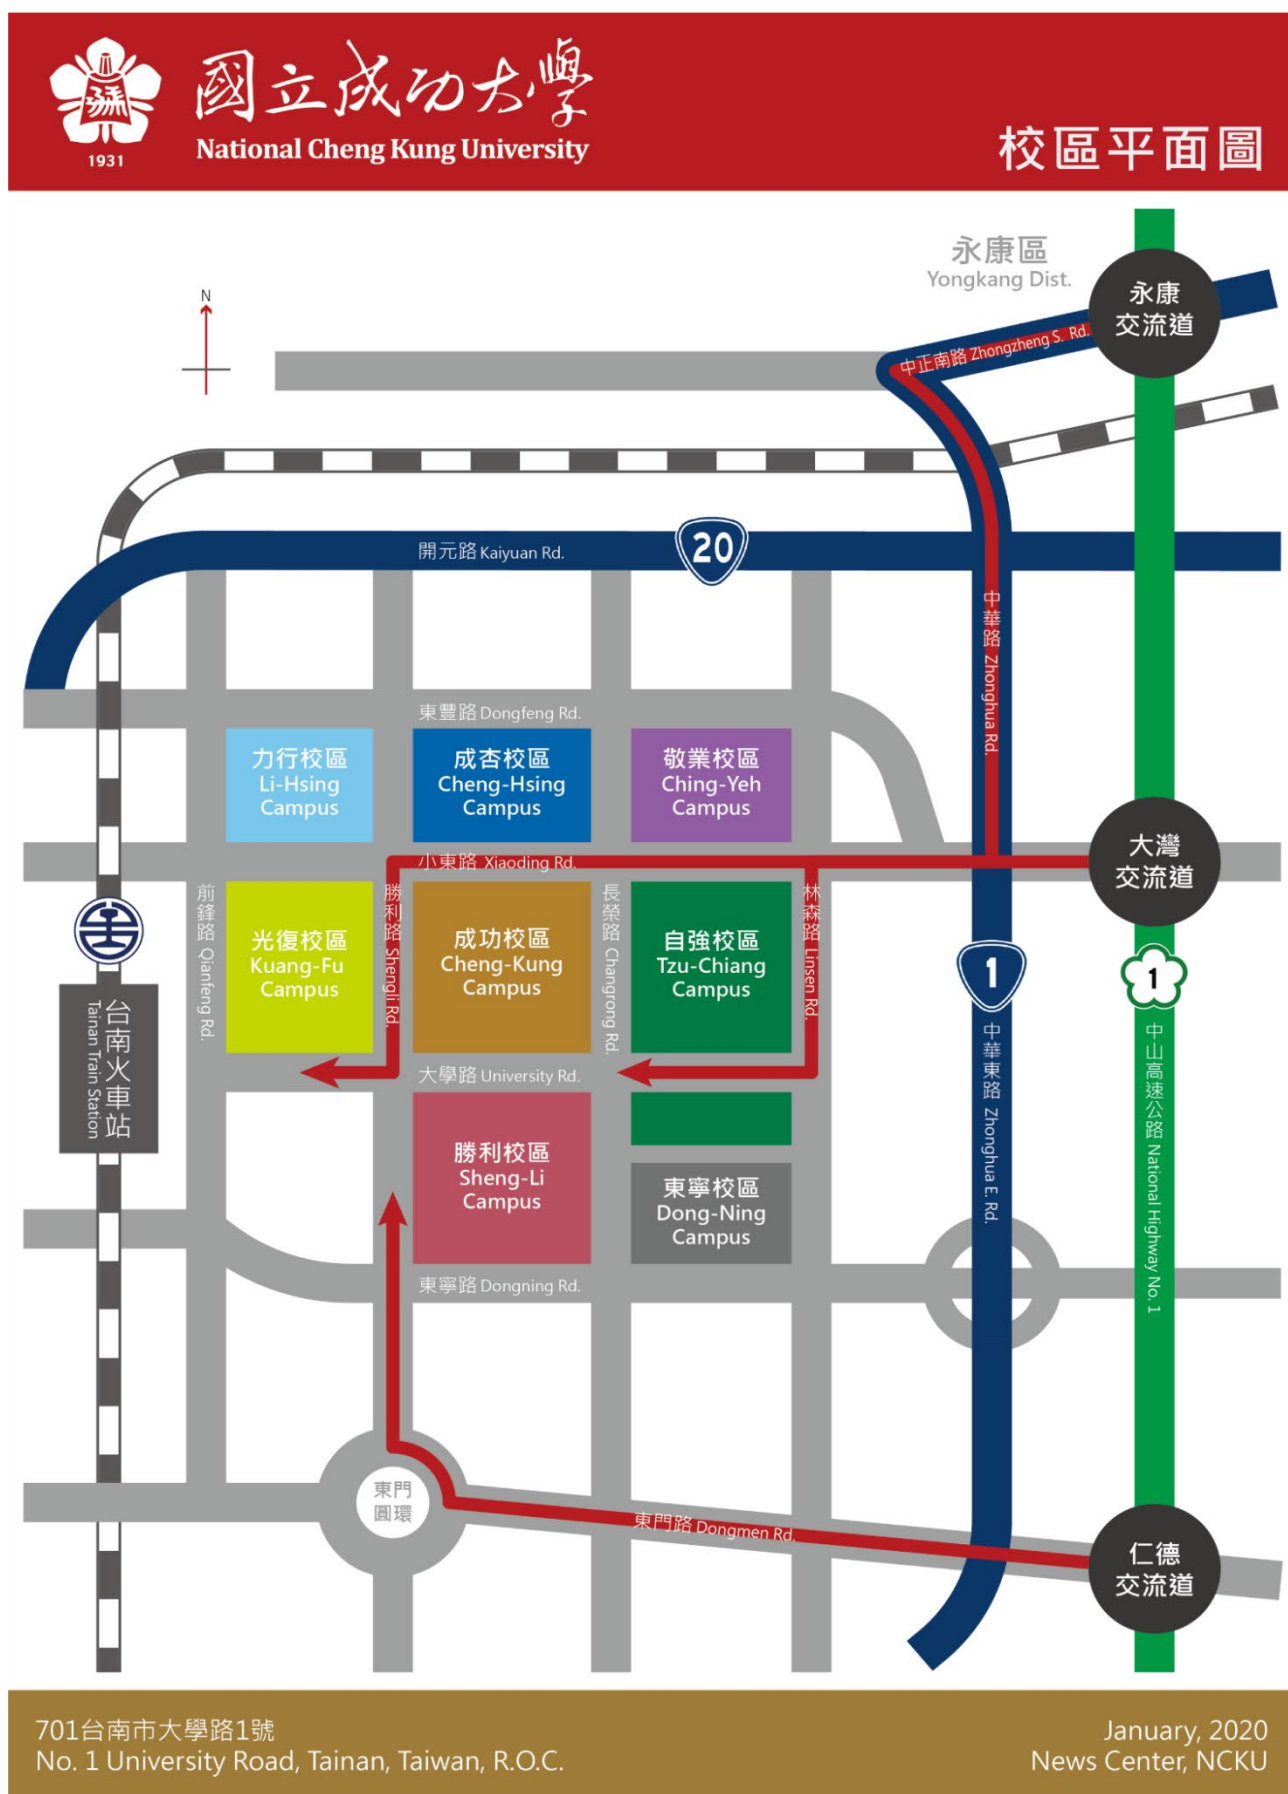 國立成功大學
National Cheng Kung University
1931
校區平面圖
永康區
Yongkang Dist.
永康
交流道
N
中正南路 Zhongzheng S. Rd.
開元路 Kaiyuan Rd.
20
中華路 Zhonghua Rd.
東豐路 Dongfeng Rd.
力行校區
Li-Hsing
Campus
成杏校區
Cheng-Hsing
Campus
敬業校區
Ching-Yeh
Campus
小東路 Xiaoding Rd.
大灣
交流道
前鋒路 Qianfeng Rd.
光復校區
Kuang-Fu
Campus
勝利路 Shengli Rd.
成功校區
Cheng-Kung
Campus
長榮路 Changrong Rd.
自強校區
Tzu-Chiang
Campus
林森路 Linsen Rd.
1
1
台南火車站
Tainan Train Station
大學路 University Rd.
中華東路 Zhonghua E. Rd.
中山高速公路 National Highway No. 1
勝利校區
Sheng-Li
Campus
東寧校區
Dong-Ning
Campus
東寧路 Dongning Rd.
東門
圓環
東門路 Dongmen Rd.
仁德
交流道
701台南市大學路1號
No. 1 University Road, Tainan, Taiwan, R.O.C.
January, 2020
News Center, NCKU